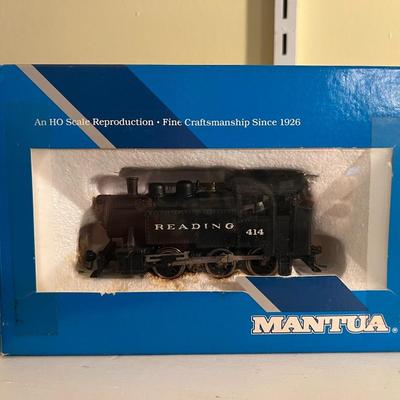 An HO Scale Reproduction • Fine Craftsmanship Since 1926
READING
414
MANTUA®